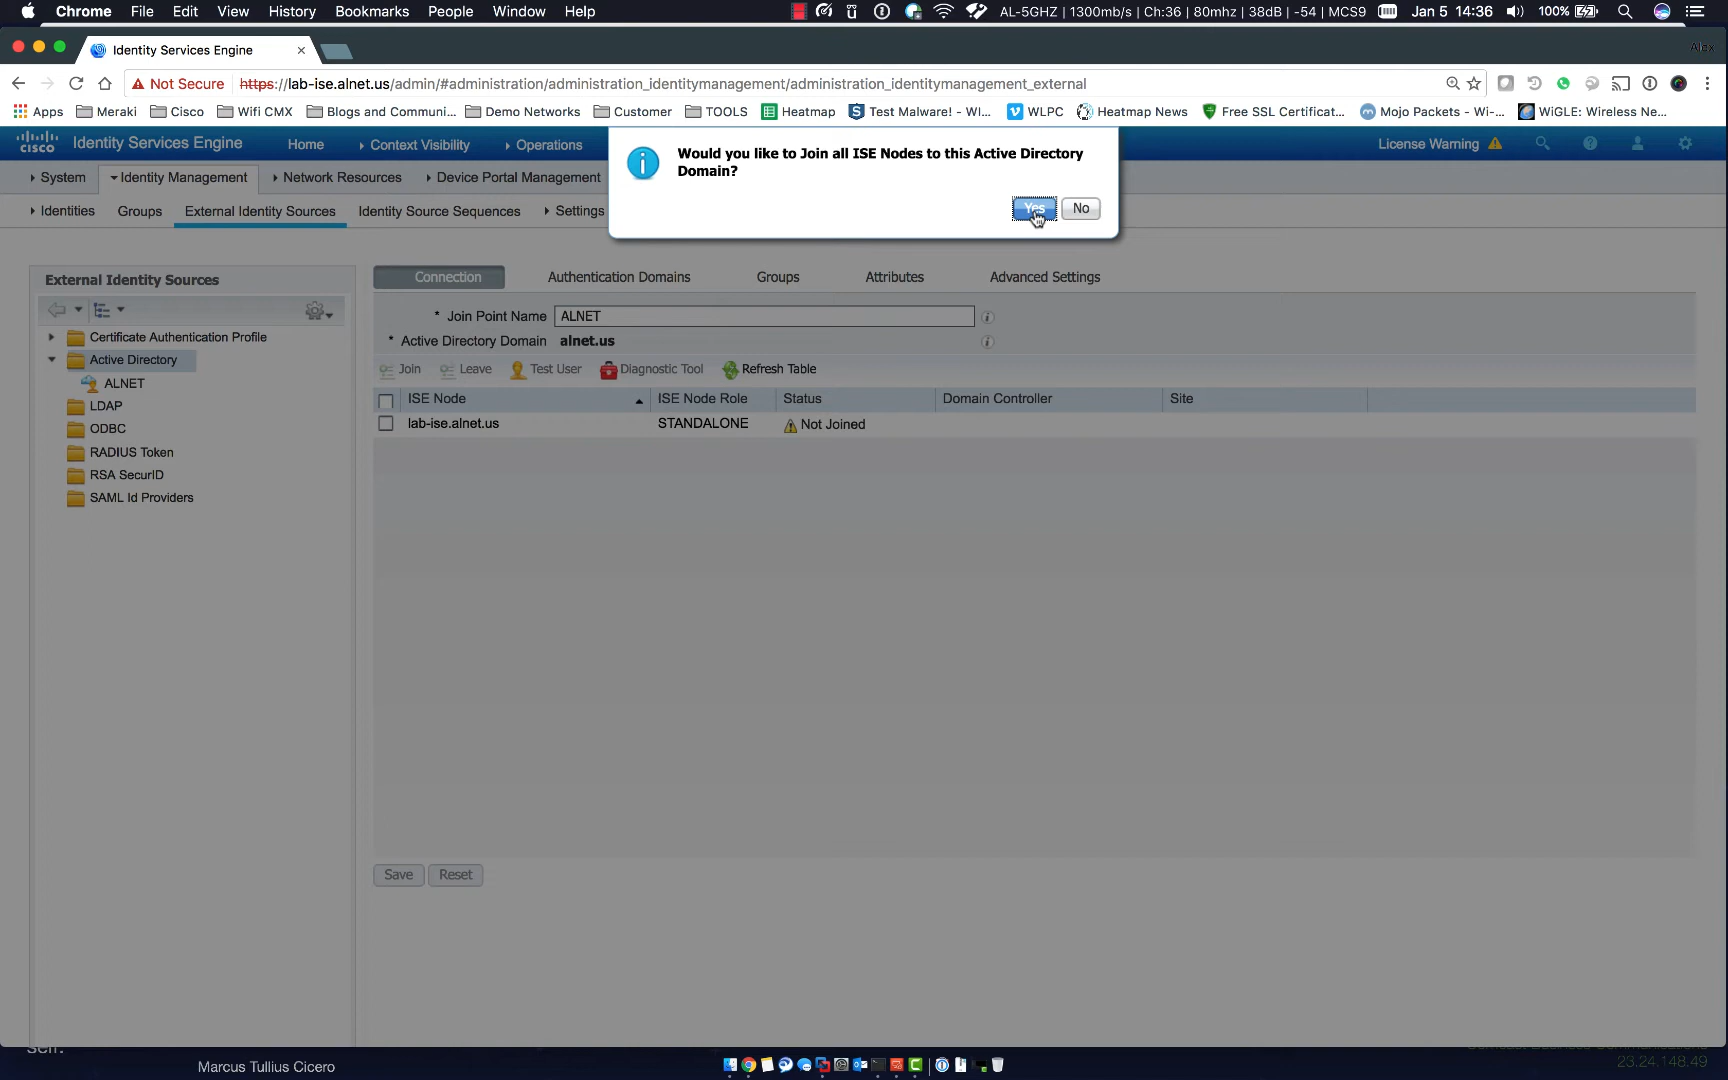 Chrome File Edit View History Bookmarks People Window Help AL-5GHZ | 1300mb/s | Ch:36 | 80mhz | 38dB | -54 | MCS9 Jan 5 14:36 100%
Identity Services Engine × Alex
Not Secure https://lab-ise.alnet.us/admin/#administration/administration_identitymanagement/administration_identitymanagement_external
Apps Meraki Cisco Wifi CMX Blogs and Communi... Demo Networks Customer TOOLS Heatmap Test Malware! - WI... WLPC Heatmap News Free SSL Certificat... Mojo Packets - Wi-... WiGLE: Wireless Ne...
cisco Identity Services Engine Home Context Visibility Operations License Warning
System Identity Management Network Resources Device Portal Management
Identities Groups External Identity Sources Identity Source Sequences Settings
Would you like to Join all ISE Nodes to this Active Directory
Domain?
Yes No
External Identity Sources
Certificate Authentication Profile
Active Directory
ALNET
LDAP
ODBC
RADIUS Token
RSA SecurID
SAML Id Providers
Connection Authentication Domains Groups Attributes Advanced Settings
* Join Point Name ALNET
* Active Directory Domain alnet.us
Join Leave Test User Diagnostic Tool Refresh Table
ISE Node ISE Node Role Status Domain Controller Site
lab-ise.alnet.us STANDALONE Not Joined
Save Reset
self.
Marcus Tullius Cicero
23.24.148.49